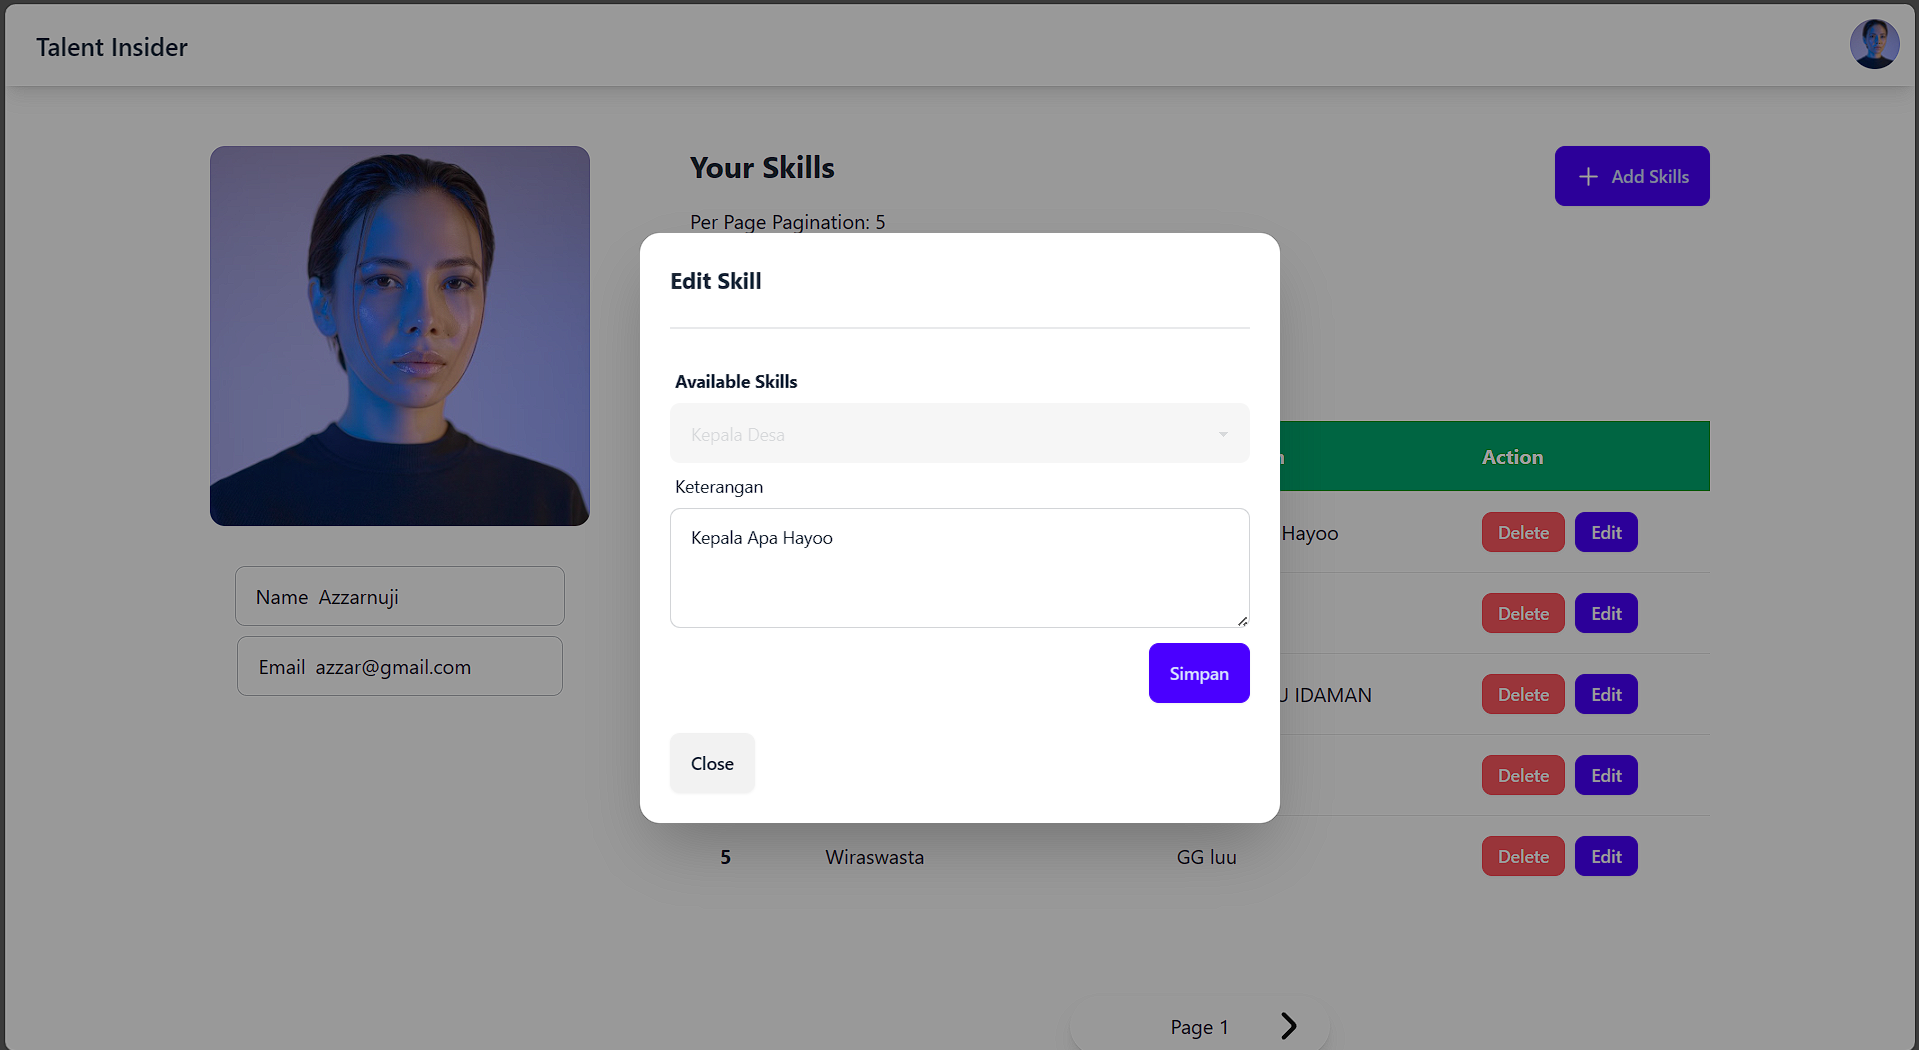 Talent Insider
Your Skills
Add Skills
Per Page Pagination: 5
Name Azzarnuji
Email azzar@gmail.com
Edit Skill
Available Skills
Kepala Desa
Keterangan
Kepala Apa Hayoo
Simpan
Close
Action
Hayoo Delete Edit
Delete Edit
IDAMAN Delete Edit
Delete Edit
5 Wiraswasta GG luu Delete Edit
Page 1